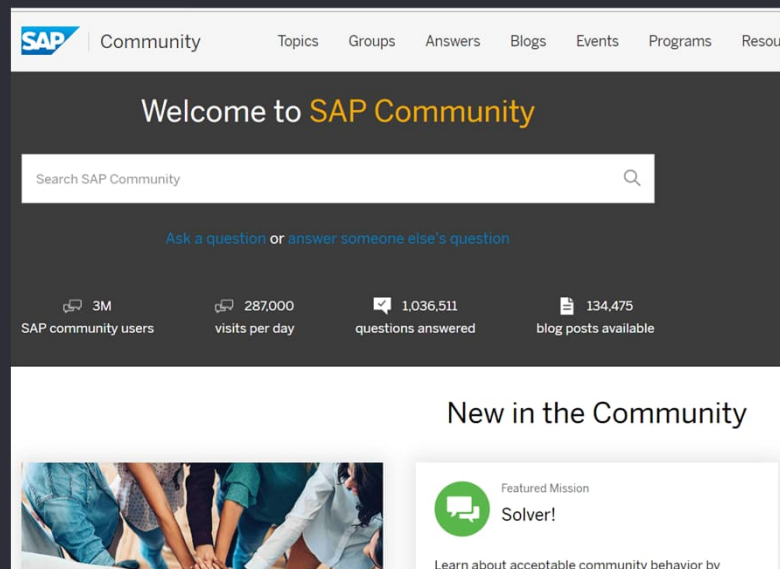 SAP Community Topics Groups Answers Blogs Events Programs Resou
Welcome to SAP Community
Search SAP Community
Ask a question or answer someone else's question
3M 287,000 1,036,511 134,475
SAP community users visits per day questions answered blog posts available
New in the Community
Featured Mission
Solver!
Learn about acceptable community behavior by